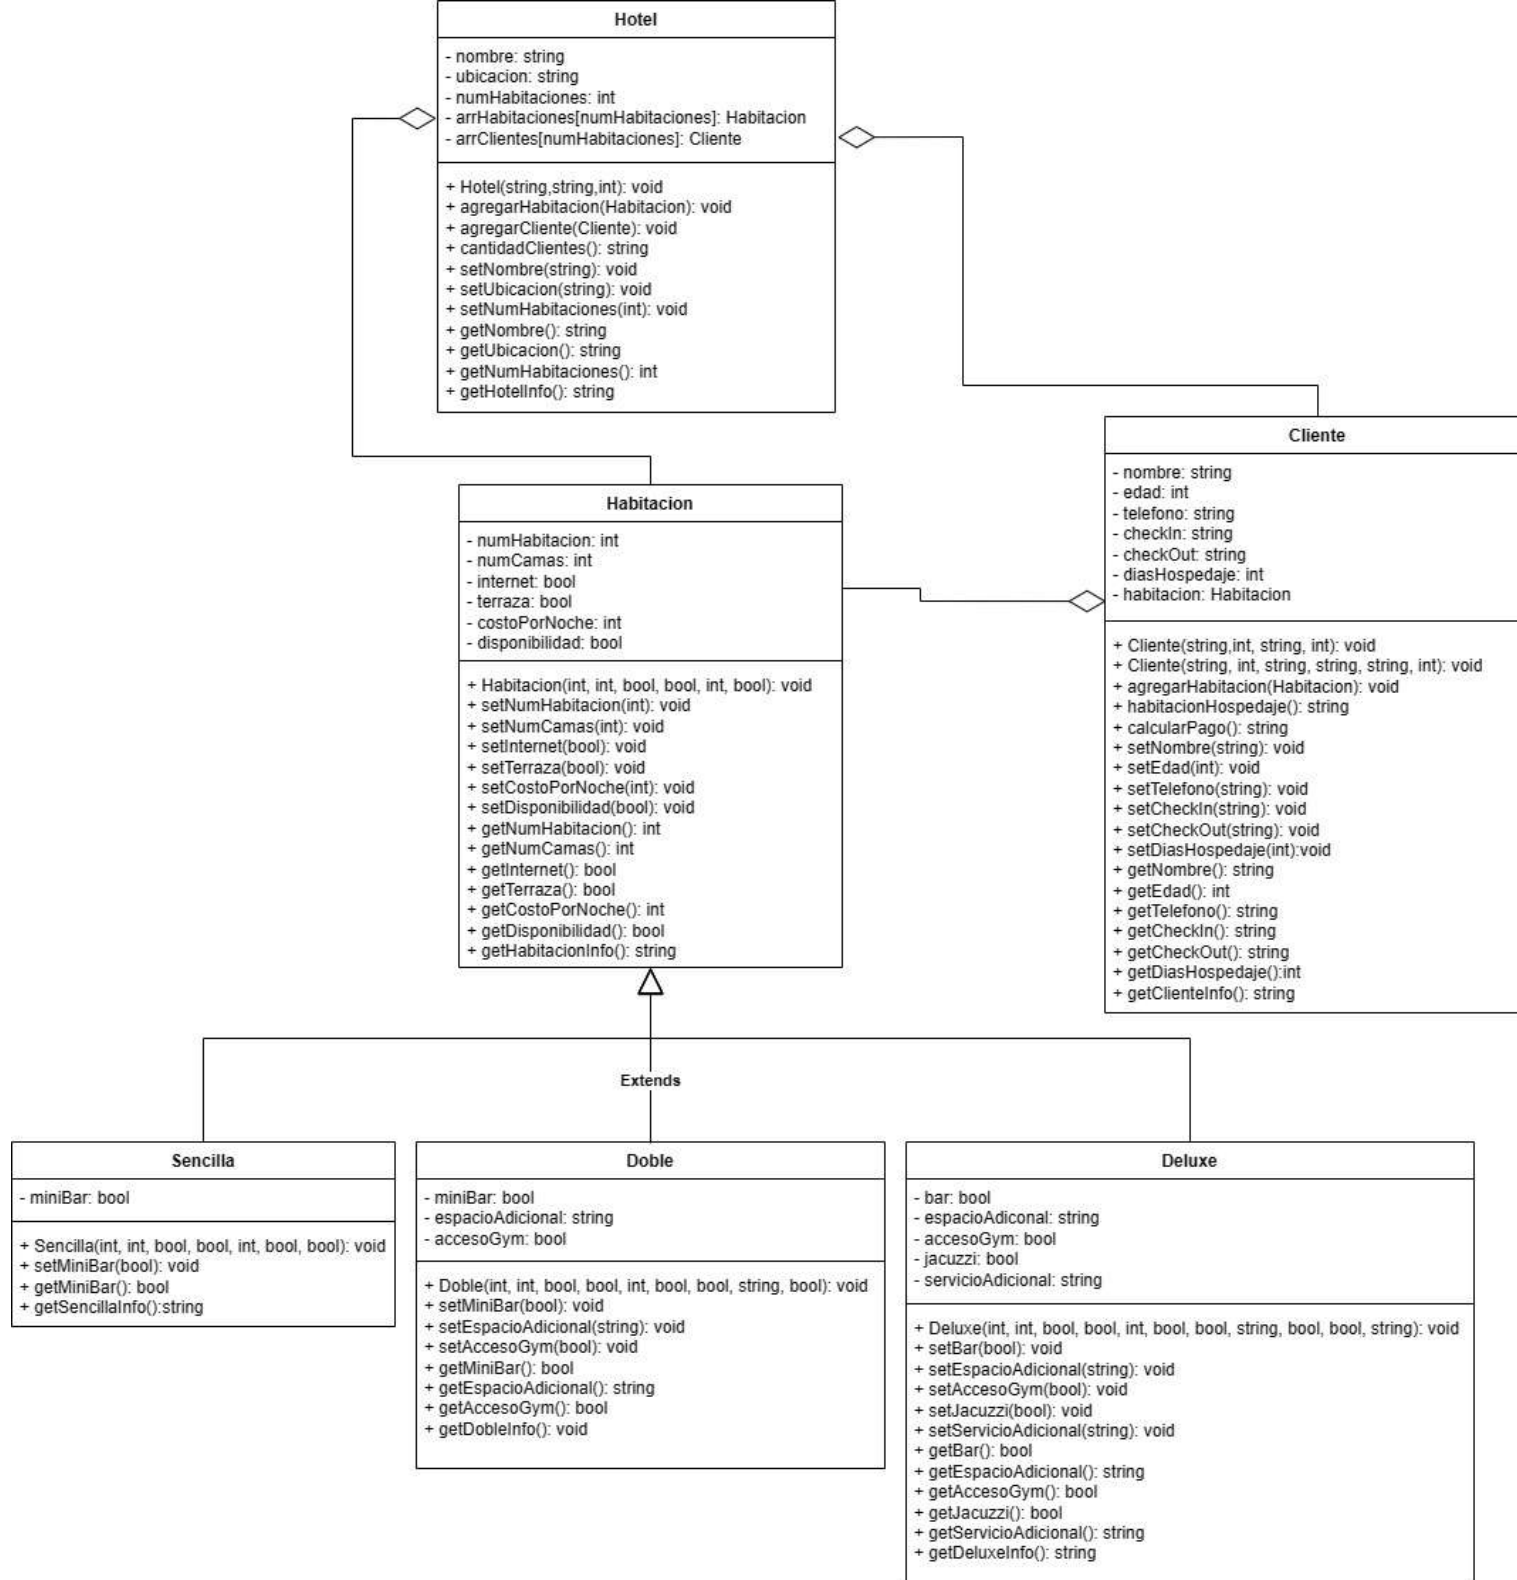 Hotel
- nombre: string
- ubicacion: string
- numHabitaciones: int
- arrHabitaciones[numHabitaciones]: Habitacion
- arrClientes[numHabitaciones]: Cliente
+ Hotel(string,string,int): void
+ agregarHabitacion(Habitacion): void
+ agregarCliente(Cliente): void
+ cantidadClientes(): string
+ setNombre(string): void
+ setUbicacion(string): void
+ setNumHabitaciones(int): void
+ getNombre(): string
+ getUbicacion(): string
+ getNumHabitaciones(): int
+ getHotelInfo(): string
Cliente
- nombre: string
- edad: int
- telefono: string
- checkIn: string
- checkOut: string
- diasHospedaje: int
- habitacion: Habitacion
+ Cliente(string,int, string, int): void
+ Cliente(string, int, string, string, string, int): void
+ agregarHabitacion(Habitacion): void
+ habitacionHospedaje(): string
+ calcularPago(): string
+ setNombre(string): void
+ setEdad(int): void
+ setTelefono(string): void
+ setCheckIn(string): void
+ setCheckOut(string): void
+ setDiasHospedaje(int):void
+ getNombre(): string
+ getEdad(): int
+ getTelefono(): string
+ getCheckIn(): string
+ getCheckOut(): string
+ getDiasHospedaje():int
+ getClienteInfo(): string
Habitacion
- numHabitacion: int
- numCamas: int
- internet: bool
- terraza: bool
- costoPorNoche: int
- disponibilidad: bool
+ Habitacion(int, int, bool, bool, int, bool): void
+ setNumHabitacion(int): void
+ setNumCamas(int): void
+ setInternet(bool): void
+ setTerraza(bool): void
+ setCostoPorNoche(int): void
+ setDisponibilidad(bool): void
+ getNumHabitacion(): int
+ getNumCamas(): int
+ getInternet(): bool
+ getTerraza(): bool
+ getCostoPorNoche(): int
+ getDisponibilidad(): bool
+ getHabitacionInfo(): string
Extends
Sencilla
- miniBar: bool
+ Sencilla(int, int, bool, bool, int, bool, bool): void
+ setMiniBar(bool): void
+ getMiniBar(): bool
+ getSencillaInfo():string
Doble
- miniBar: bool
- espacioAdicional: string
- accesoGym: bool
+ Doble(int, int, bool, bool, int, bool, bool, string, bool): void
+ setMiniBar(bool): void
+ setEspacioAdicional(string): void
+ setAccesoGym(bool): void
+ getMiniBar(): bool
+ getEspacioAdicional(): string
+ getAccesoGym(): bool
+ getDobleInfo(): void
Deluxe
- bar: bool
- espacioAdiconal: string
- accesoGym: bool
- jacuzzi: bool
- servicioAdicional: string
+ Deluxe(int, int, bool, bool, int, bool, bool, string, bool, bool, string): void
+ setBar(bool): void
+ setEspacioAdicional(string): void
+ setAccesoGym(bool): void
+ setJacuzzi(bool): void
+ setServicioAdicional(string): void
+ getBar(): bool
+ getEspacioAdicional(): string
+ getAccesoGym(): bool
+ getJacuzzi(): bool
+ getServicioAdicional(): string
+ getDeluxeInfo(): string